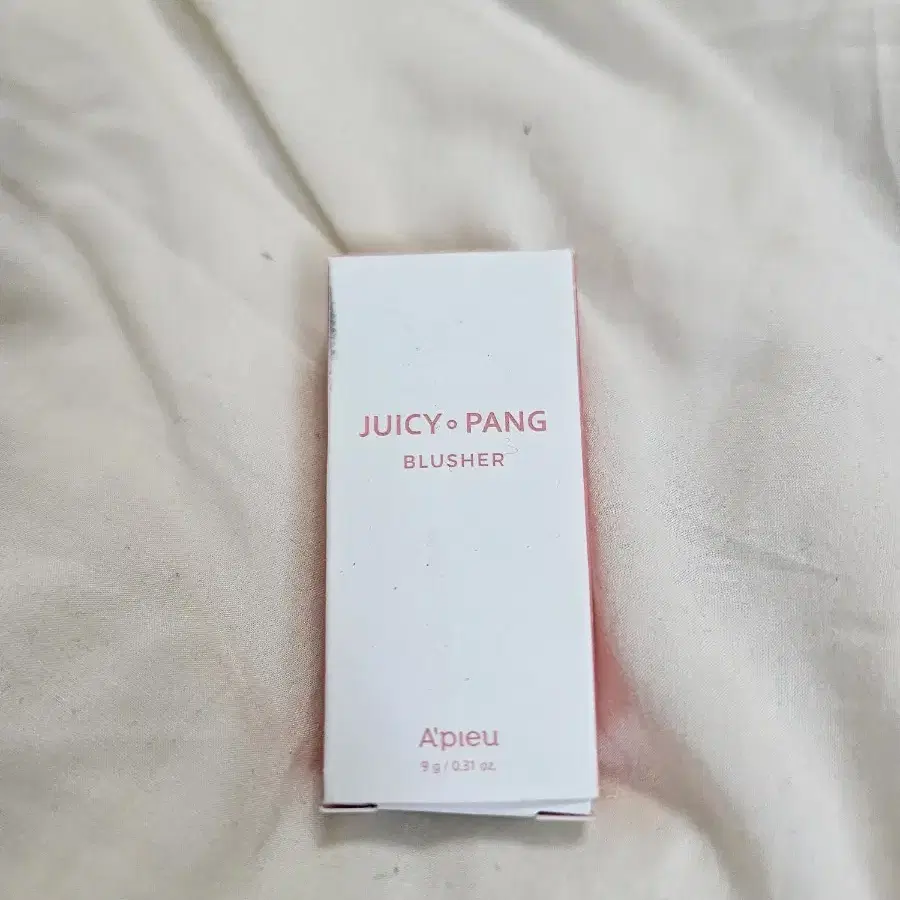 JUICY∘PANG
BLUSHER
A'pieu
9 g / 0.31 oz.